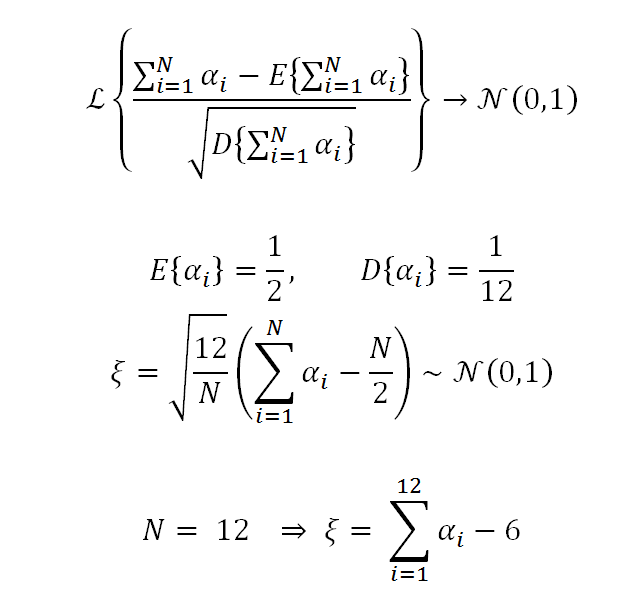 ℒ{(∑_{i=1}^{N} α_i − E{∑_{i=1}^{N} α_i}) / √(D{∑_{i=1}^{N} α_i})} → 𝒩(0,1)
E{α_i} = 1/2, D{α_i} = 1/12
ξ = √(12/N) (∑_{i=1}^{N} α_i − N/2) ~ 𝒩(0,1)
N = 12 ⇒ ξ = ∑_{i=1}^{12} α_i − 6